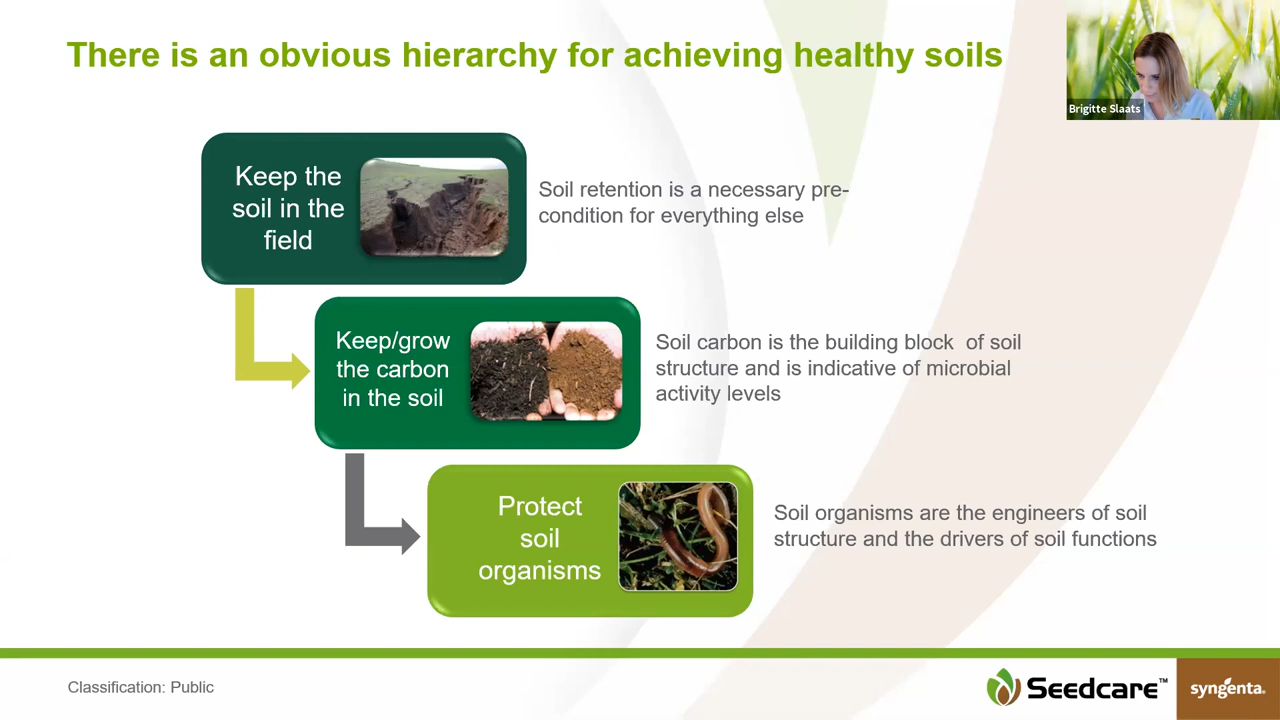 There is an obvious hierarchy for achieving healthy soils
Brigitte Slaats
Keep the
soil in the
field
Soil retention is a necessary pre-
condition for everything else
Keep/grow
the carbon
in the soil
Soil carbon is the building block of soil
structure and is indicative of microbial
activity levels
Protect
soil
organisms
Soil organisms are the engineers of soil
structure and the drivers of soil functions
Classification: Public
Seedcare™
syngenta®